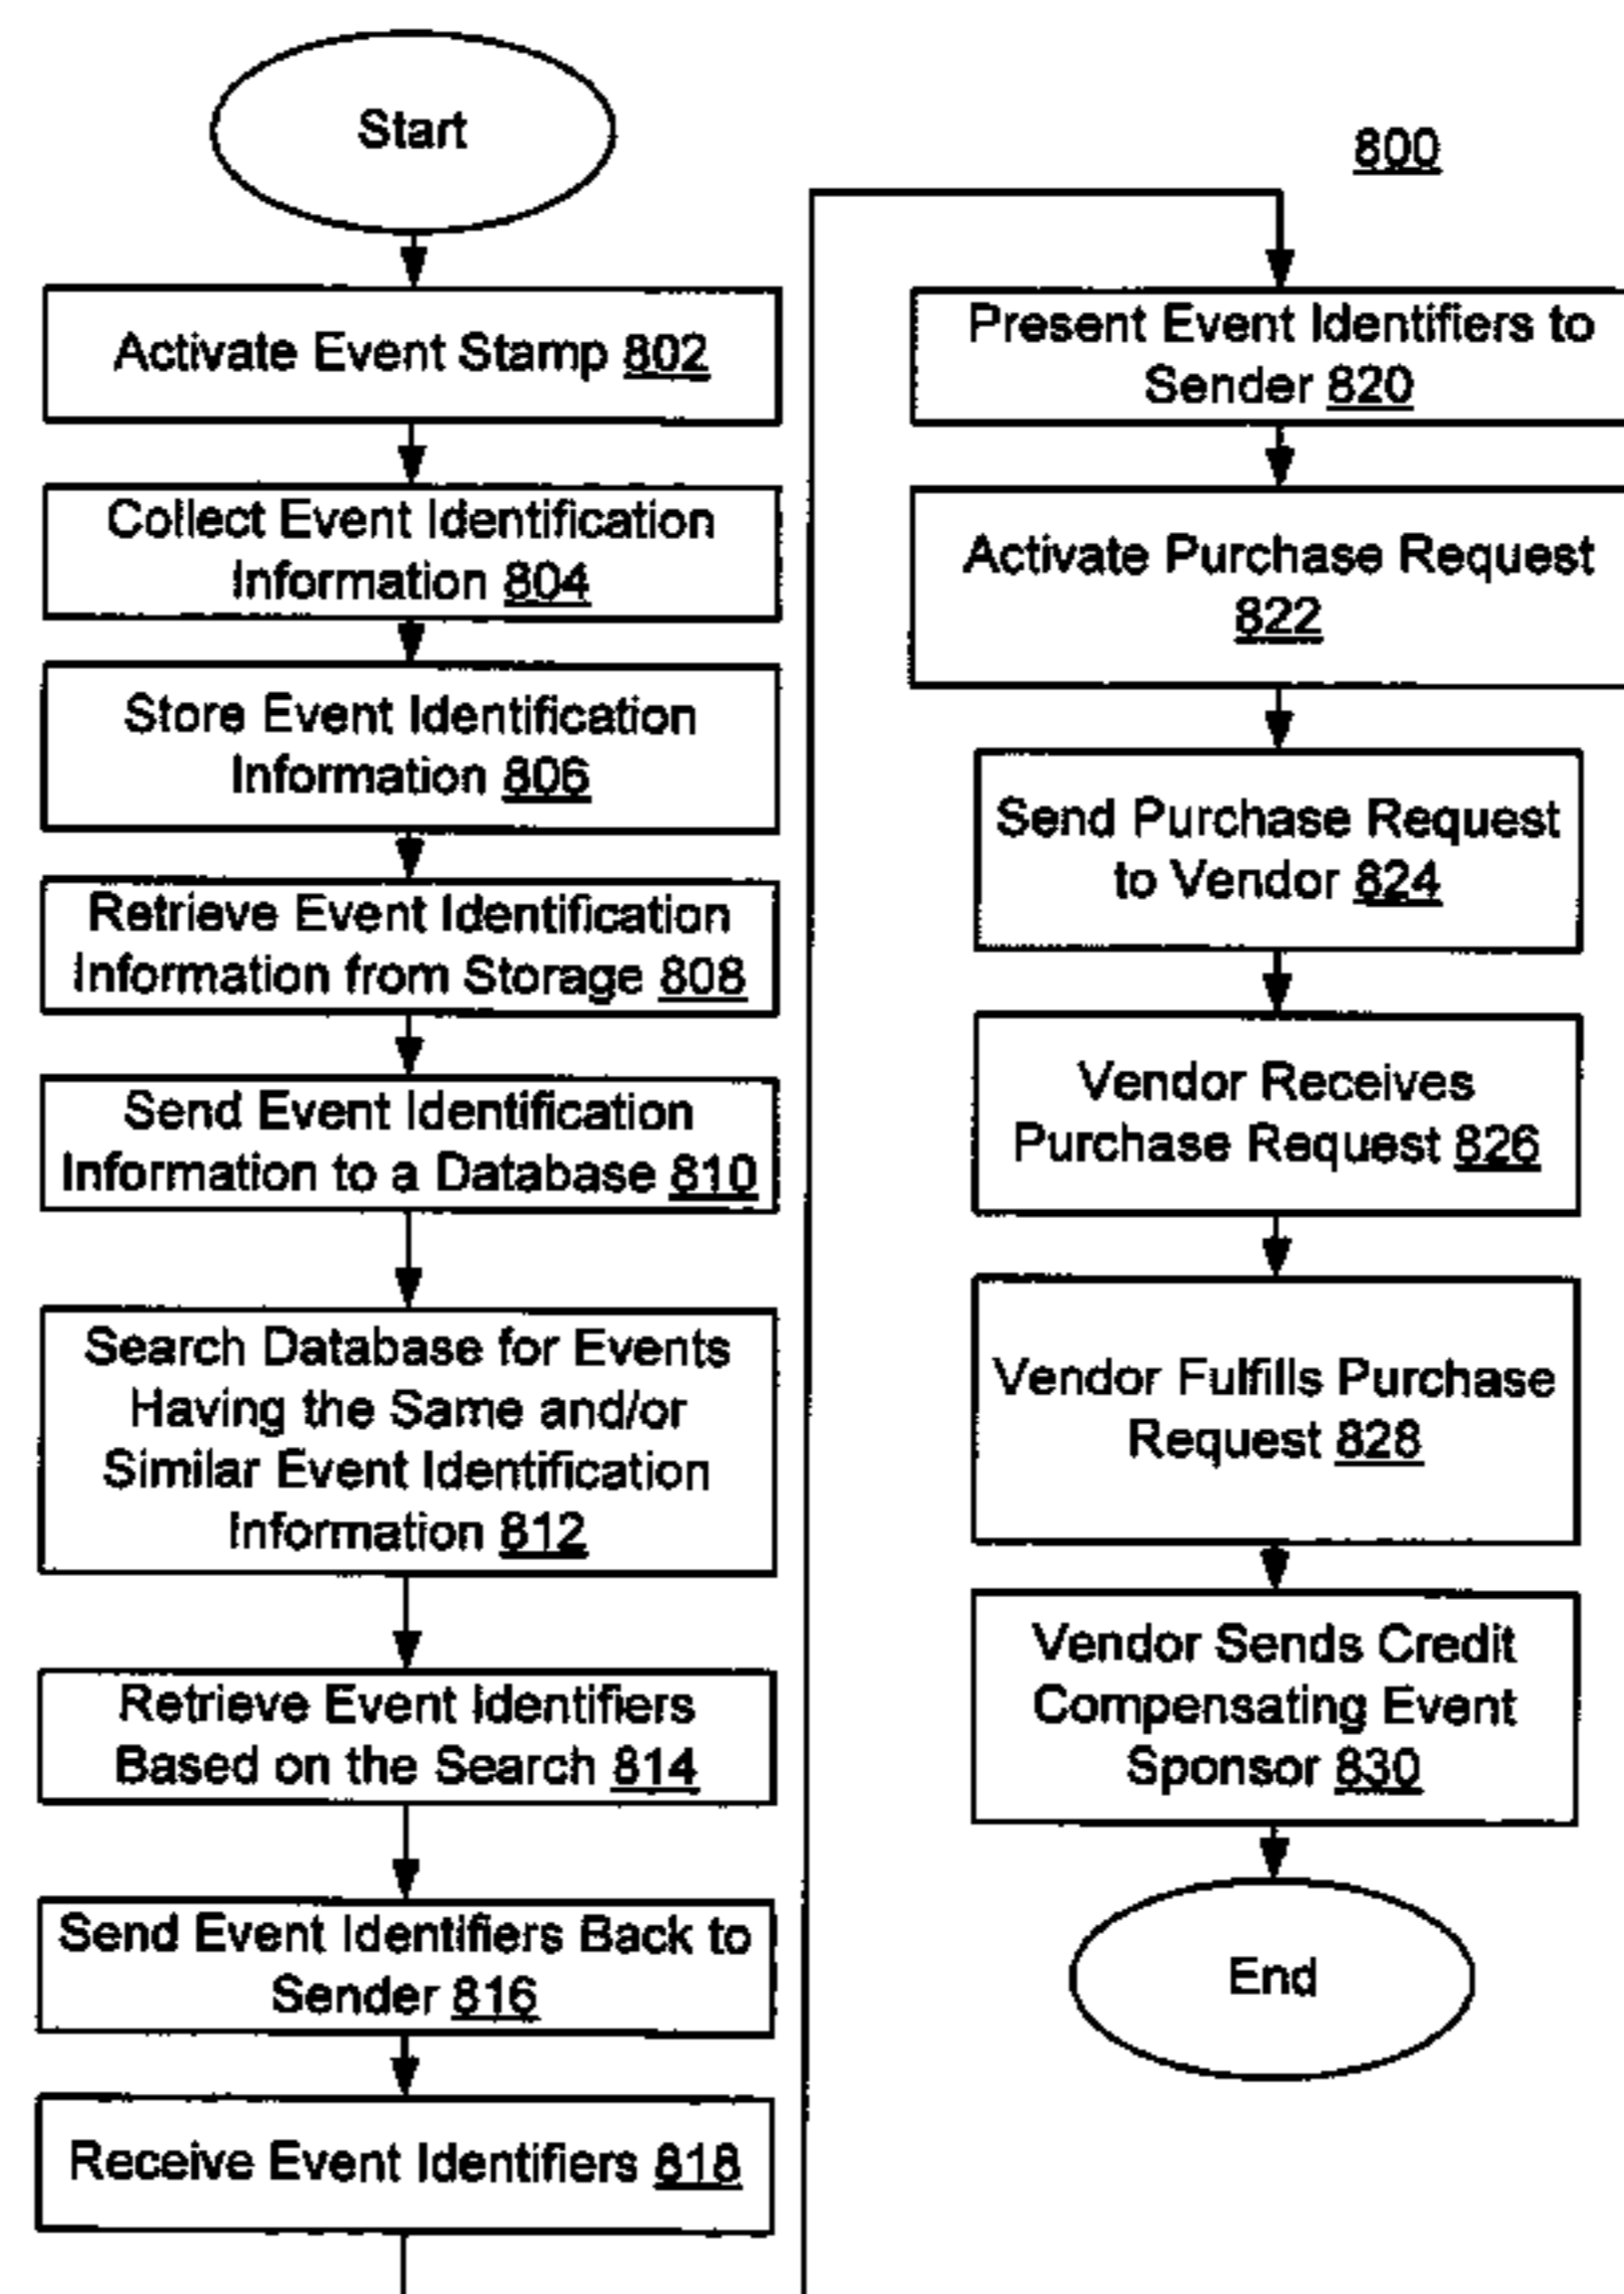 Start
Activate Event Stamp 802
Collect Event Identification
Information 804
Store Event Identification
Information 806
Retrieve Event Identification
Information from Storage 808
Send Event Identification
Information to a Database 810
Search Database for Events
Having the Same and/or
Similar Event Identification
Information 812
Retrieve Event Identifiers
Based on the Search 814
Send Event Identifiers Back to
Sender 816
Receive Event Identifiers 818
800
Present Event Identifiers to
Sender 820
Activate Purchase Request
822
Send Purchase Request
to Vendor 824
Vendor Receives
Purchase Request 826
Vendor Fulfills Purchase
Request 828
Vendor Sends Credit
Compensating Event
Sponsor 830
End